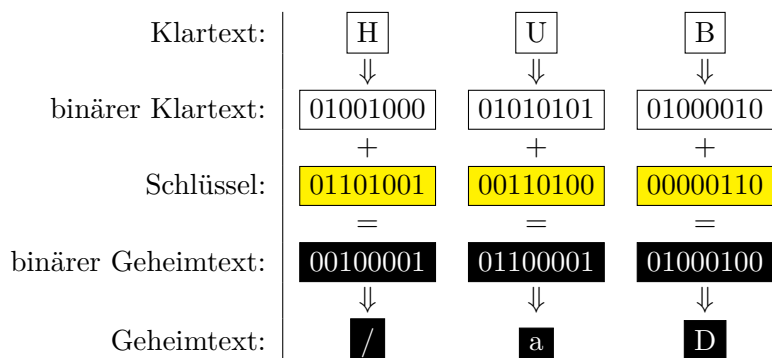 Klartext: H U B
⇓ ⇓ ⇓
binärer Klartext: 01001000 01010101 01000010
+ + +
Schlüssel: 01101001 00110100 00000110
= = =
binärer Geheimtext: 00100001 01100001 01000100
⇓ ⇓ ⇓
Geheimtext: / a D